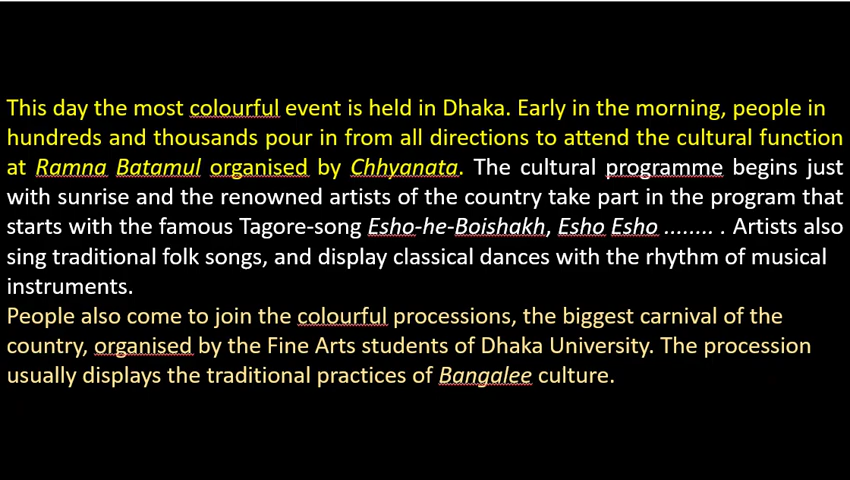 This day the most colourful event is held in Dhaka. Early in the morning, people in
hundreds and thousands pour in from all directions to attend the cultural function
at Ramna Batamul organised by Chhyanata. The cultural programme begins just
with sunrise and the renowned artists of the country take part in the program that
starts with the famous Tagore-song Esho-he-Boishakh, Esho Esho ........ . Artists also
sing traditional folk songs, and display classical dances with the rhythm of musical
instruments.
People also come to join the colourful processions, the biggest carnival of the
country, organised by the Fine Arts students of Dhaka University. The procession
usually displays the traditional practices of Bangalee culture.